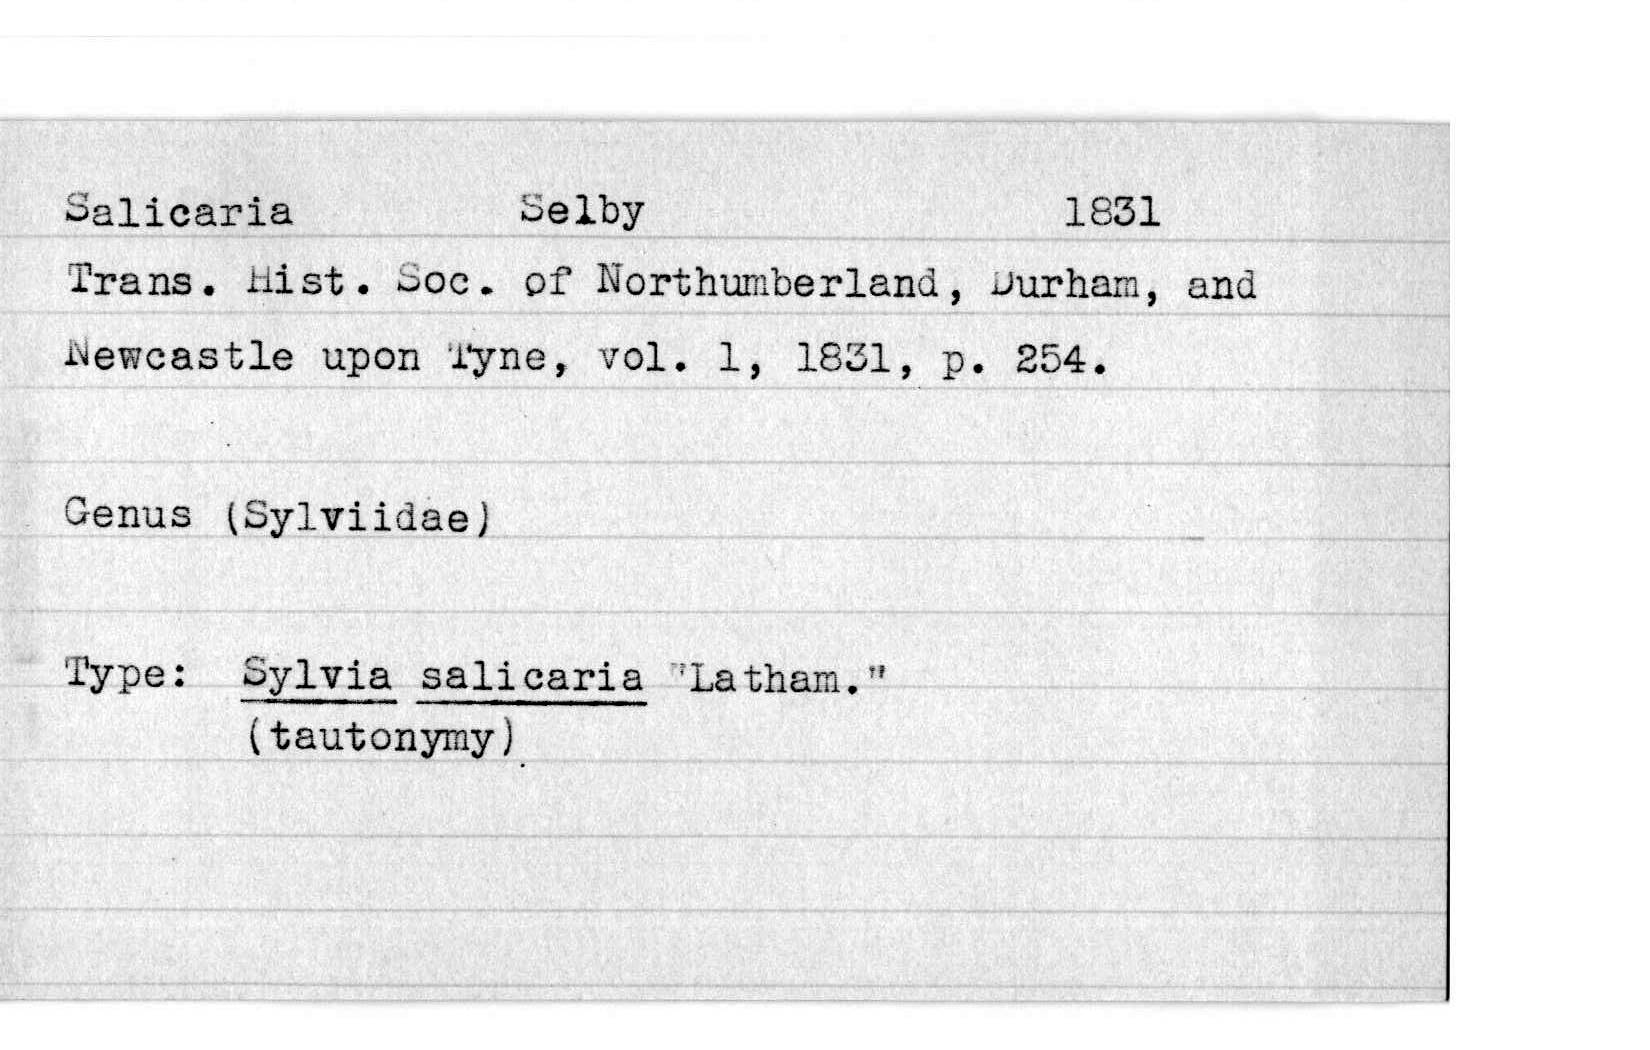 Salicaria Selby 1831
Trans. Hist. Soc. of Northumberland, Durham, and
Newcastle upon Tyne, vol. 1, 1831, p. 254.
Genus (Sylviidae)
Type: Sylvia salicaria "Latham."
(tautonymy)